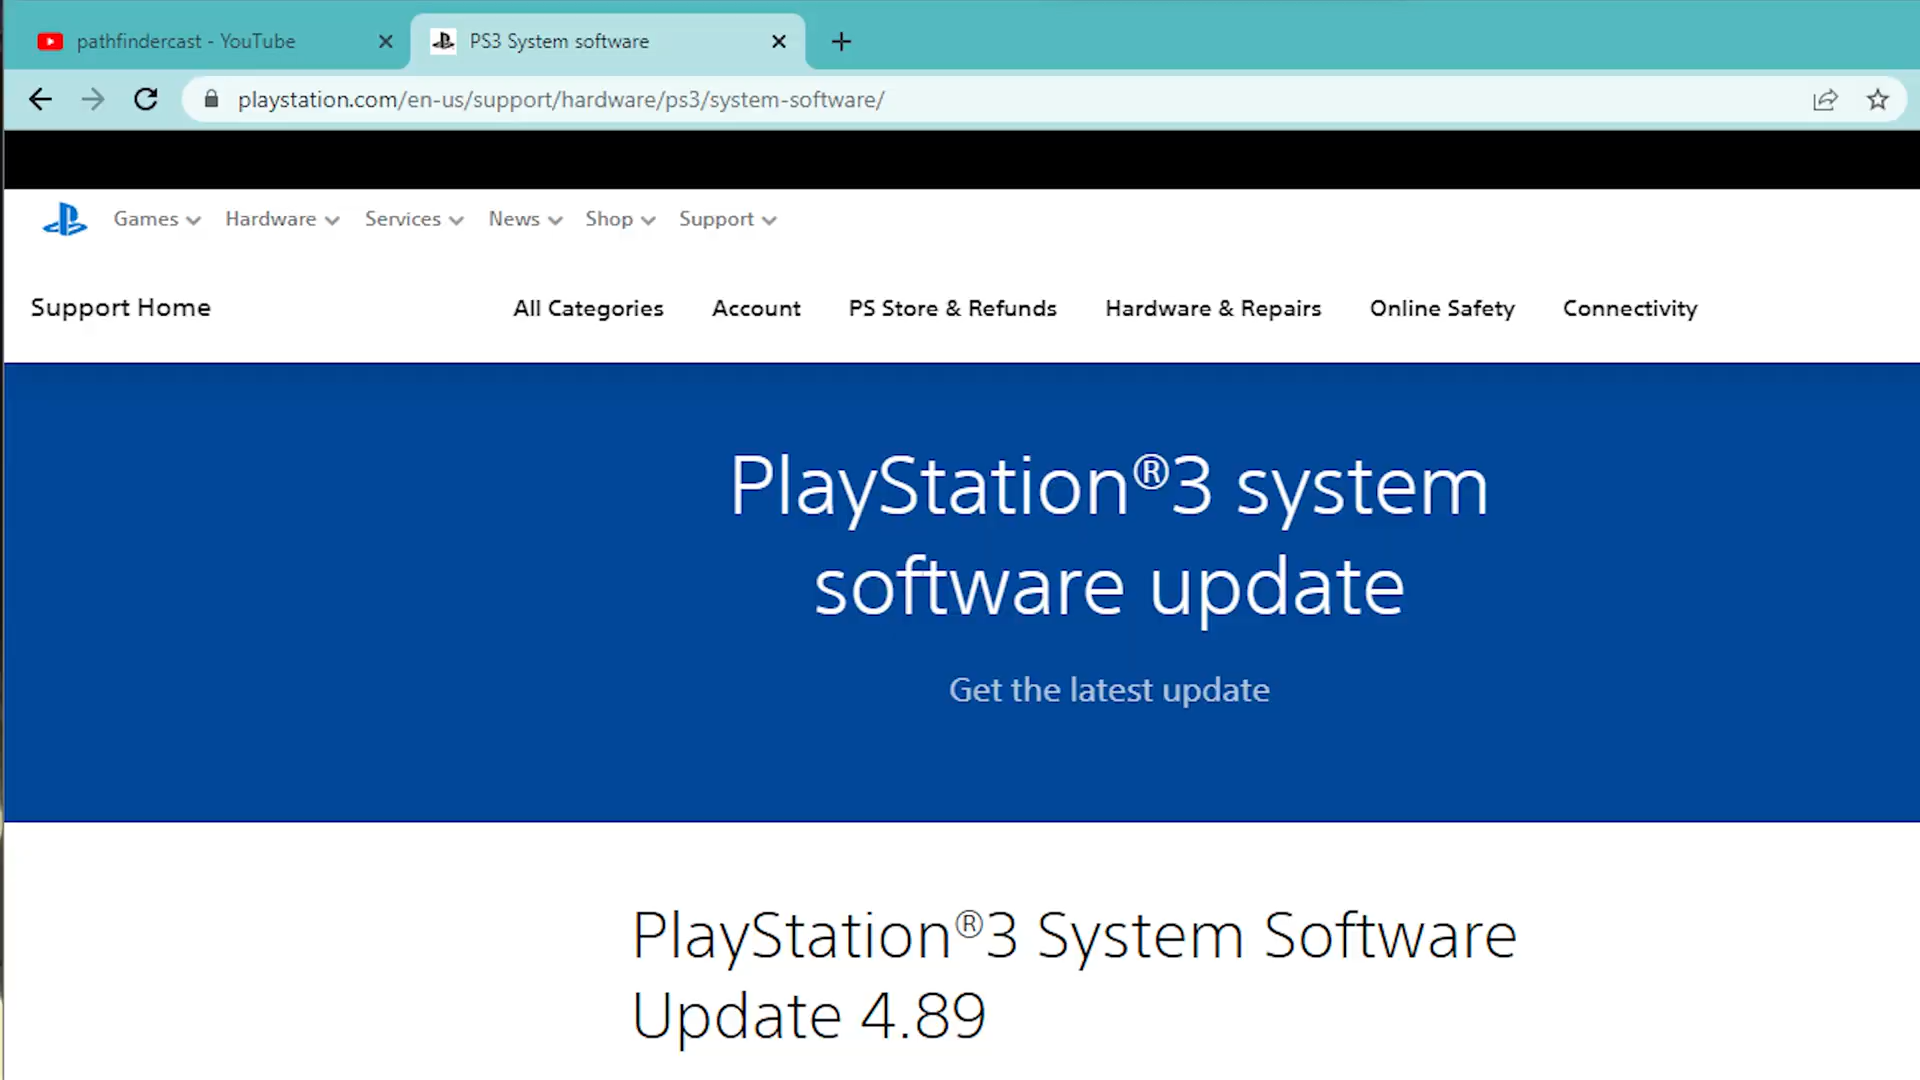 pathfindercast - YouTube
PS3 System software
playstation.com/en-us/support/hardware/ps3/system-software/
Games Hardware Services News Shop Support
Support Home All Categories Account PS Store & Refunds Hardware & Repairs Online Safety Connectivity
PlayStation®3 system
software update
Get the latest update
PlayStation®3 System Software
Update 4.89